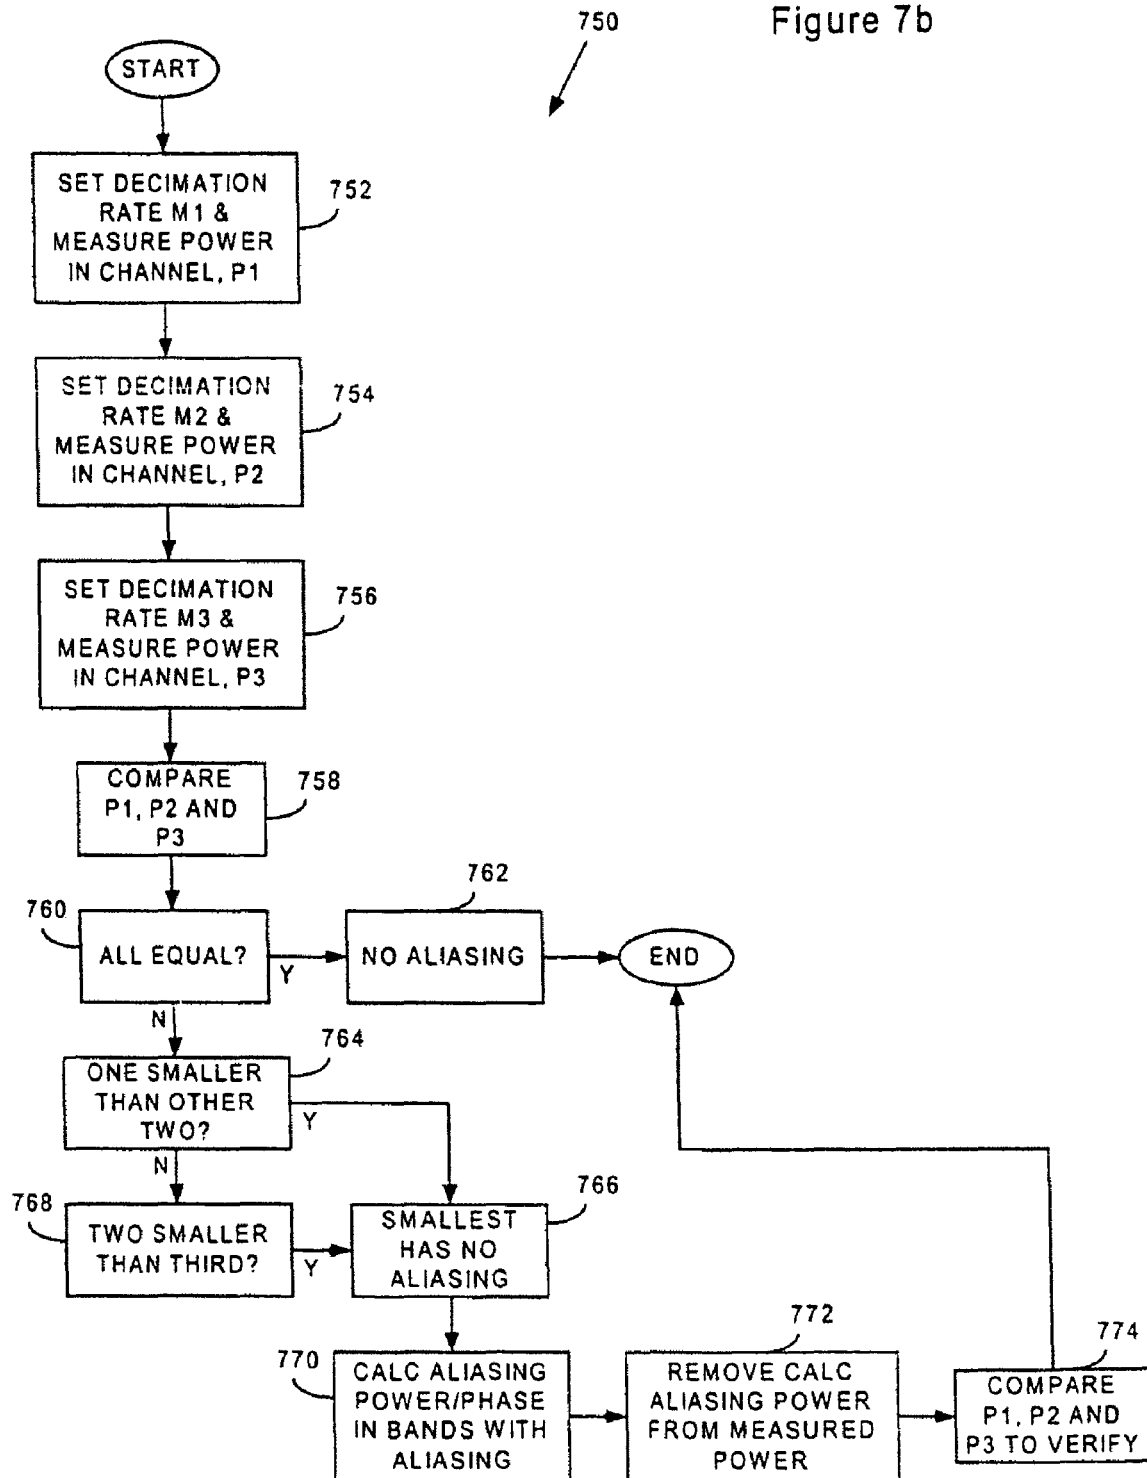 750
Figure 7b
START
SET DECIMATION
RATE M1 &
MEASURE POWER
IN CHANNEL, P1
752
SET DECIMATION
RATE M2 &
MEASURE POWER
IN CHANNEL, P2
754
SET DECIMATION
RATE M3 &
MEASURE POWER
IN CHANNEL, P3
756
COMPARE
P1, P2 AND
P3
758
760
ALL EQUAL?
Y
N
762
NO ALIASING
END
764
ONE SMALLER
THAN OTHER
TWO?
Y
N
768
TWO SMALLER
THAN THIRD?
Y
766
SMALLEST
HAS NO
ALIASING
770
CALC ALIASING
POWER/PHASE
IN BANDS WITH
ALIASING
772
REMOVE CALC
ALIASING POWER
FROM MEASURED
POWER
774
COMPARE
P1, P2 AND
P3 TO VERIFY